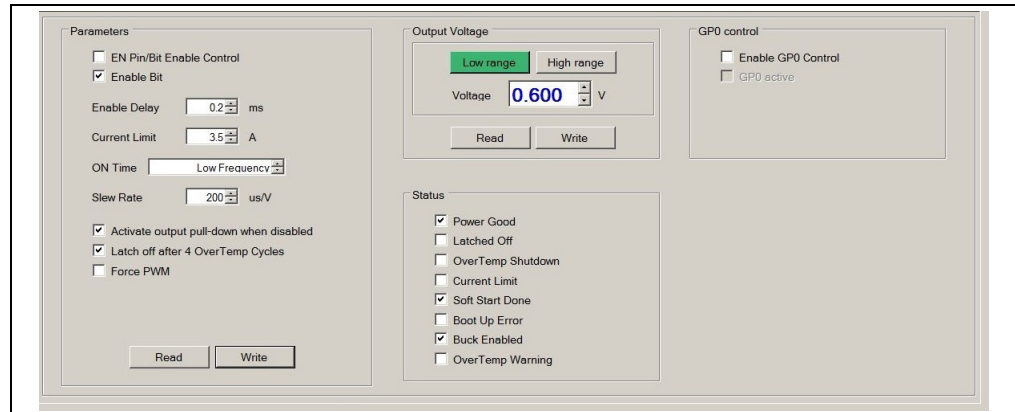 Parameters
EN Pin/Bit Enable Control
Enable Bit
Enable Delay 0.2 ms
Current Limit 3.5 A
ON Time Low Frequency
Slew Rate 200 us/V
Activate output pull-down when disabled
Latch off after 4 OverTemp Cycles
Force PWM
Read Write
Output Voltage
Low range High range
Voltage 0.600 V
Read Write
Status
Power Good
Latched Off
OverTemp Shutdown
Current Limit
Soft Start Done
Boot Up Error
Buck Enabled
OverTemp Warning
GP0 control
Enable GP0 Control
GP0 active